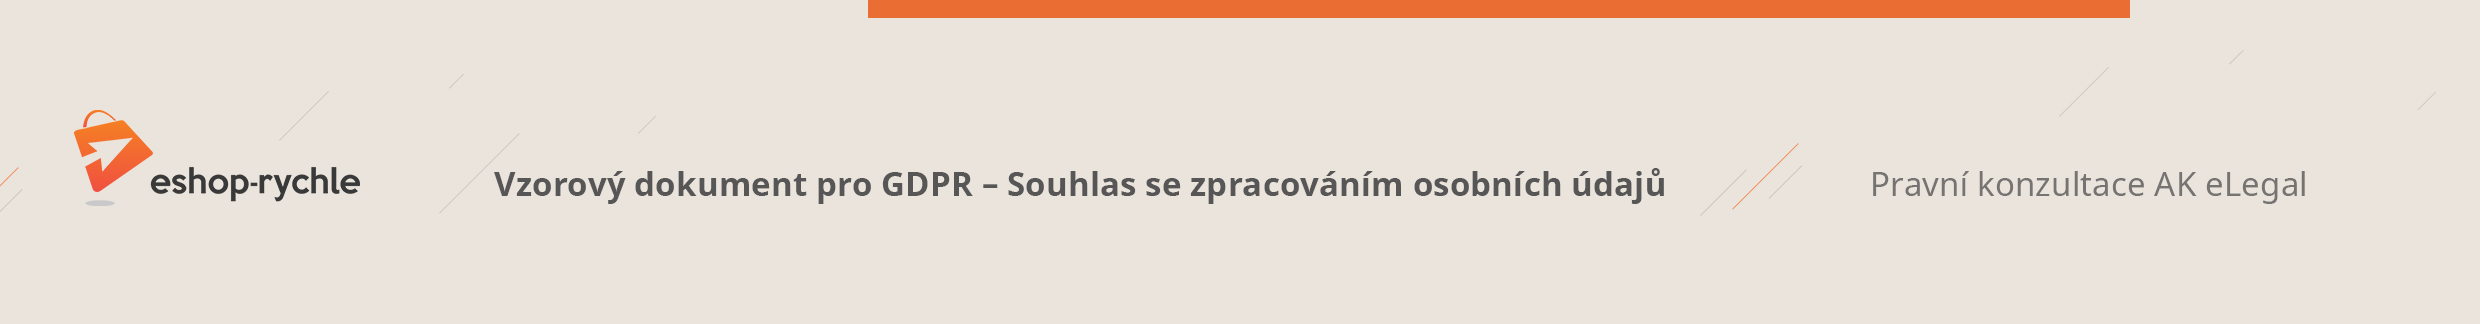 eshop-rychle
Vzorový dokument pro GDPR – Souhlas se zpracováním osobních údajů
Pravní konzultace AK eLegal